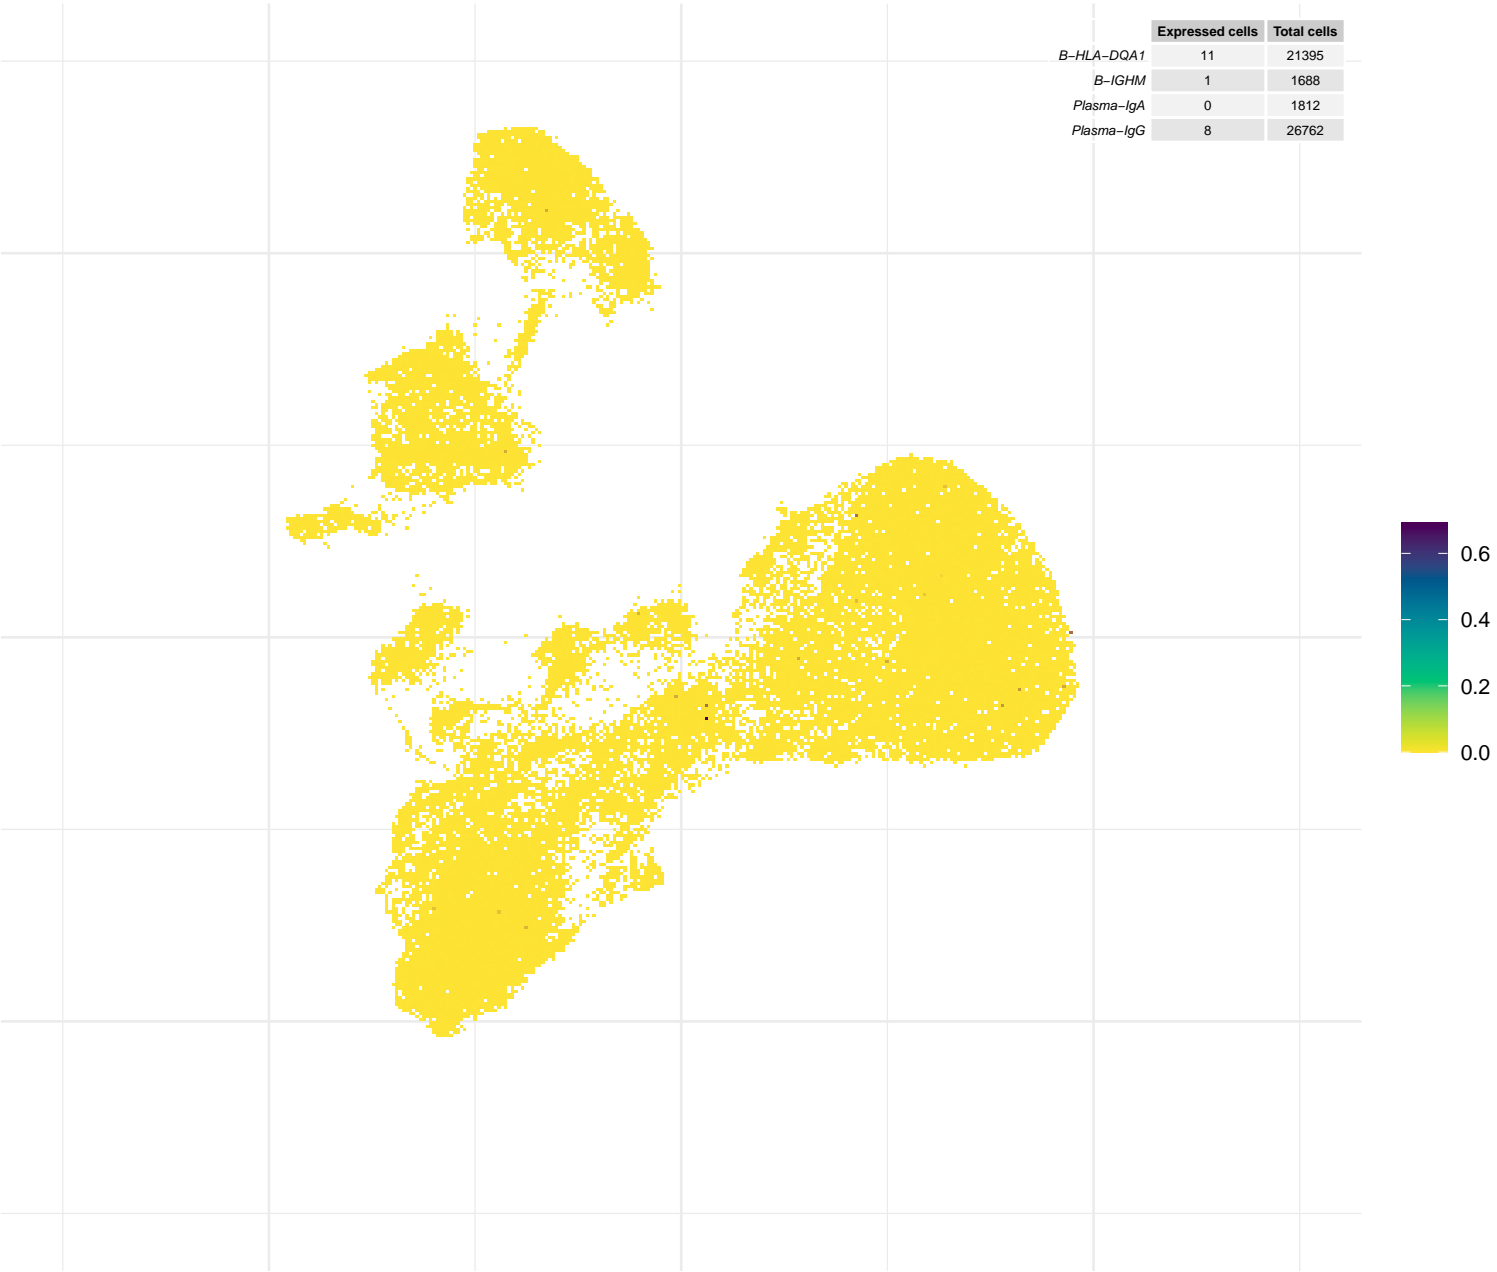 Expressed cells Total cells
B−HLA−DQA1 11 21395
B−IGHM 1 1688
Plasma−IgA 0 1812
Plasma−IgG 8 26762
0.6
0.4
0.2
0.0